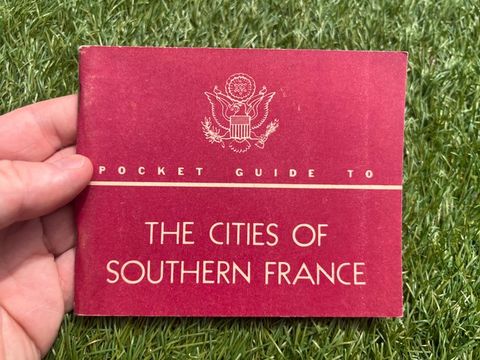 POCKET GUIDE TO
THE CITIES OF
SOUTHERN FRANCE